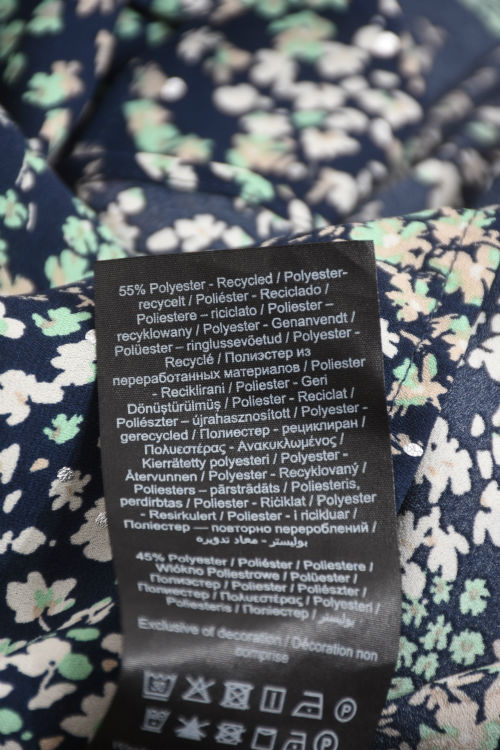 55% Polyester - Recycled / Polyester-
recycelt / Poliéster - Reciclado /
Poliestere – riciclato / Poliester –
recyklowany / Polyester - Genanvendt /
Polüester – ringlussevõetud / Polyester -
Recyclé / Полиэстер из
переработанных материалов / Poliester
- Reciklirani / Poliester - Geri
Dönüştürülmüş / Poliester - Reciclat /
Poliészter – újrahasznosított / Polyester -
gerecycled / Полиестер – рециклиран /
Πολυεστέρας - Ανακυκλωμένος /
Kierrätetty polyesteri / Polyester -
Återvunnen / Polyester - Recyklovaný /
Poliesters – pārstrādāts / Poliesteris,
perdirbtas / Poliester - Ričiklat / Poliester
- Resirkulert / Poliester - i ricikluar /
Поліестер — повторно перероблений /
بوليستر - معاد تدويره
45% Polyester / Poliéster / Poliestere /
Włókno Poliestrowe / Polüester /
Полиэстер / Poliester / Poliészter /
Полиестер / Πολυεστέρας / Polyesteri /
Poliesteris / Поліестер / بوليستر
Exclusive of decoration / Décoration non
comprise